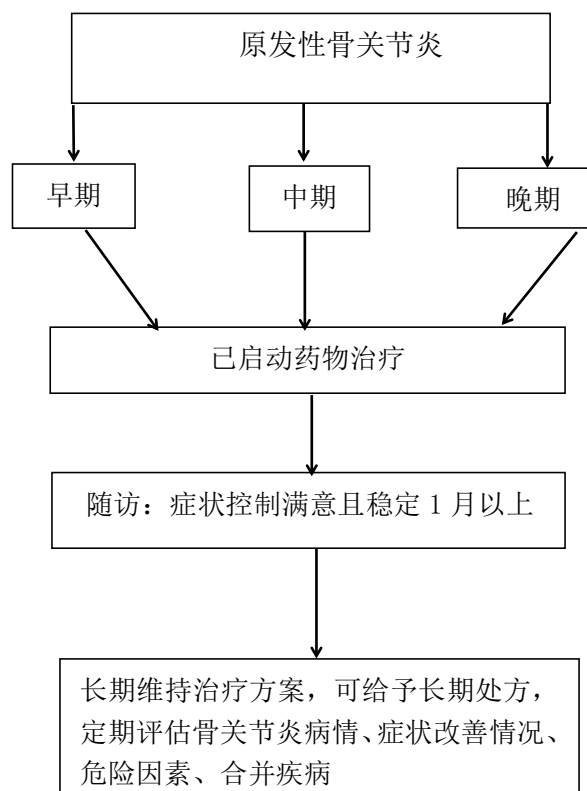 原发性骨关节炎
早期
中期
晚期
已启动药物治疗
随访：症状控制满意且稳定 1 月以上
长期维持治疗方案，可给予长期处方，
定期评估骨关节炎病情、症状改善情况、
危险因素、合并疾病